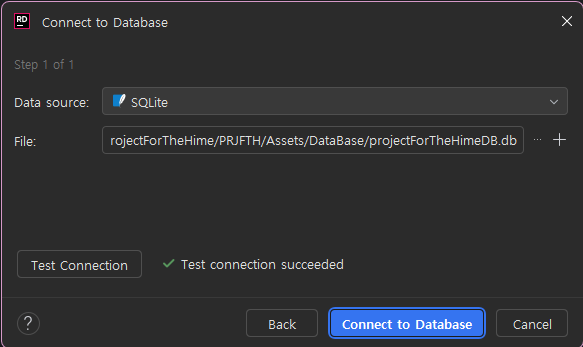 RD
Connect to Database
Step 1 of 1
Data source: SQLite
File: rojectForTheHime/PRJFTH/Assets/DataBase/projectForTheHimeDB.db ... +
Test Connection Test connection succeeded
? Back Connect to Database Cancel